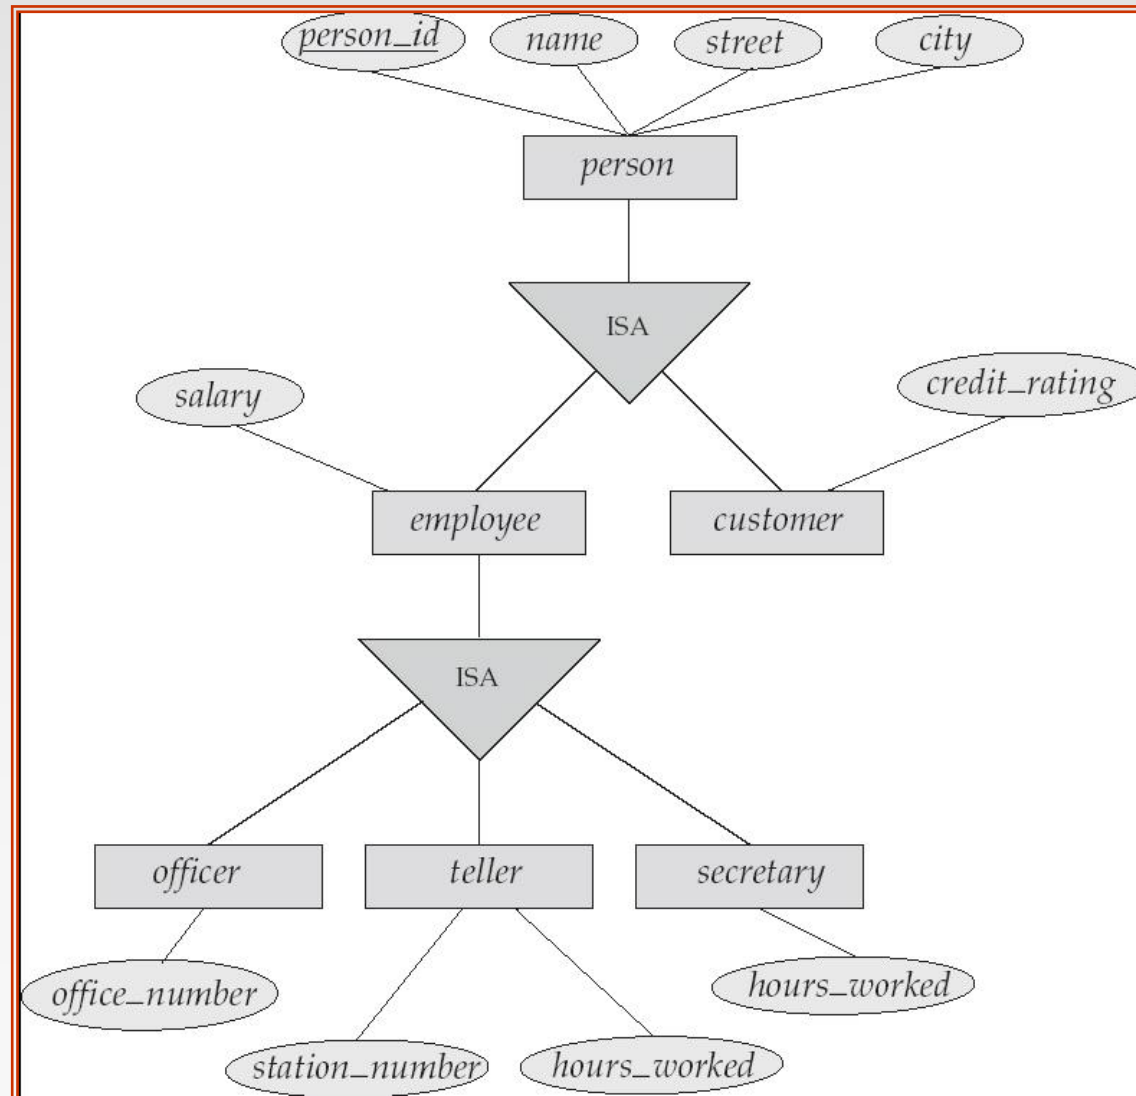 person_id
name
street
city
person
ISA
salary
credit_rating
employee
customer
ISA
officer
teller
secretary
office_number
hours_worked
station_number
hours_worked